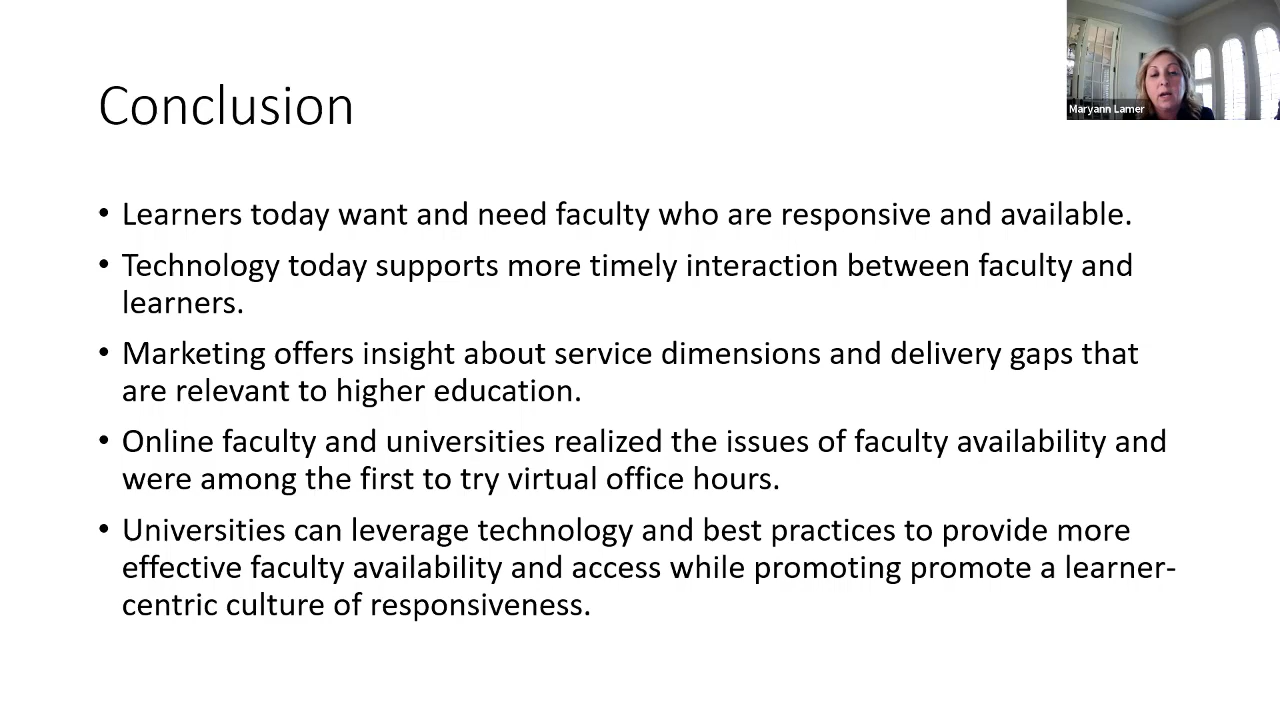 Conclusion
Maryann Lamer
• Learners today want and need faculty who are responsive and available.
• Technology today supports more timely interaction between faculty and
learners.
• Marketing offers insight about service dimensions and delivery gaps that
are relevant to higher education.
• Online faculty and universities realized the issues of faculty availability and
were among the first to try virtual office hours.
• Universities can leverage technology and best practices to provide more
effective faculty availability and access while promoting promote a learner-
centric culture of responsiveness.